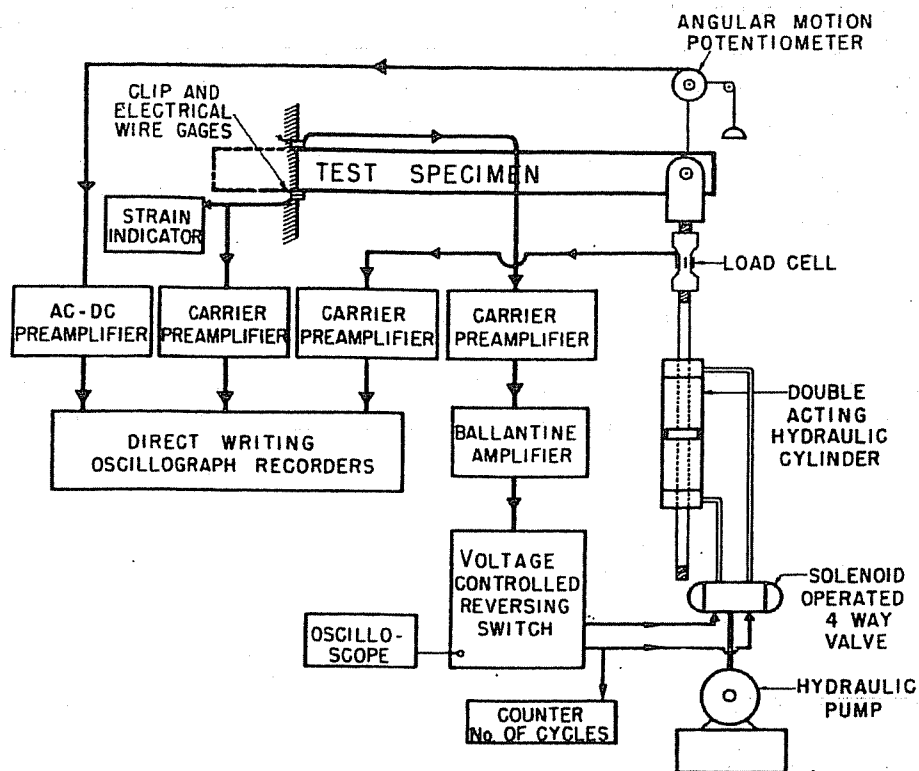 ANGULAR MOTION
POTENTIOMETER
CLIP AND
ELECTRICAL
WIRE GAGES
TEST SPECIMEN
STRAIN
INDICATOR
LOAD CELL
AC-DC
PREAMPLIFIER
CARRIER
PREAMPLIFIER
CARRIER
PREAMPLIFIER
CARRIER
PREAMPLIFIER
DOUBLE
ACTING
HYDRAULIC
CYLINDER
DIRECT WRITING
OSCILLOGRAPH RECORDERS
BALLANTINE
AMPLIFIER
VOLTAGE
CONTROLLED
REVERSING
SWITCH
SOLENOID
OPERATED
4 WAY
VALVE
OSCILLO-
SCOPE
HYDRAULIC
PUMP
COUNTER
No. OF CYCLES